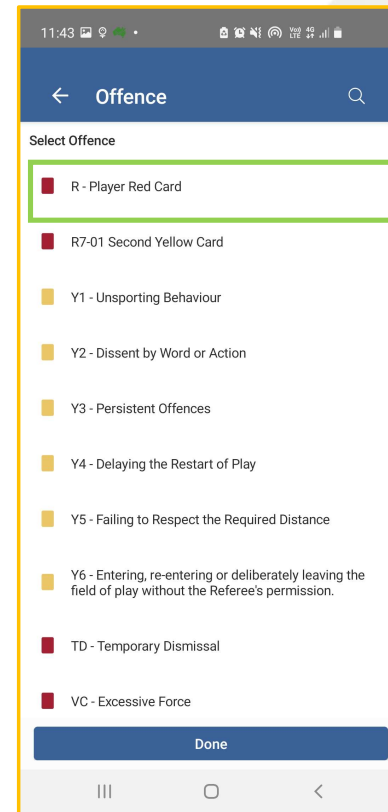 11:43
Vo) 4G
LTE
Offence
Select Offence
R - Player Red Card
R7-01 Second Yellow Card
Y1 - Unsporting Behaviour
Y2 - Dissent by Word or Action
Y3 - Persistent Offences
Y4 - Delaying the Restart of Play
Y5 - Failing to Respect the Required Distance
Y6 - Entering, re-entering or deliberately leaving the
field of play without the Referee's permission.
TD - Temporary Dismissal
VC - Excessive Force
Done